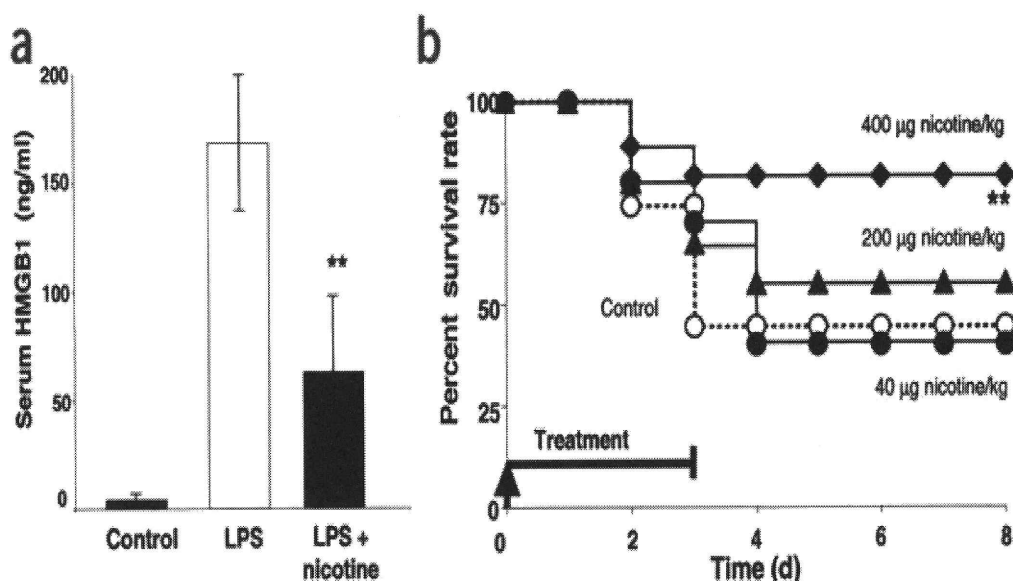 a
Serum HMGB1 (ng/ml)
200
150
100
50
0
**
Control
LPS
LPS +
nicotine
b
Percent survival rate
100
75
50
25
0
400 µg nicotine/kg
**
200 µg nicotine/kg
Control
40 µg nicotine/kg
Treatment
0
2
4
6
8
Time (d)